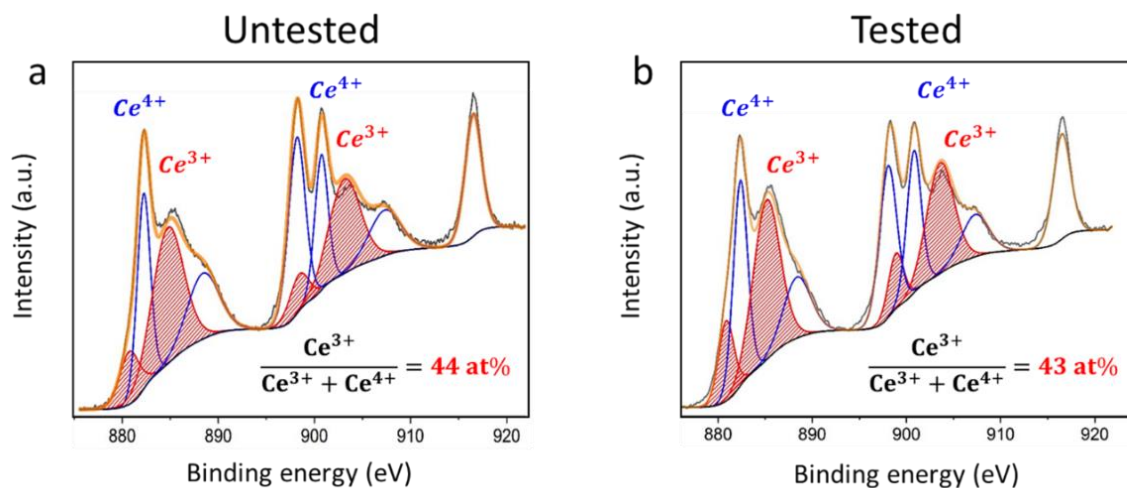 Untested
Tested
a
b
Ce⁴⁺
Ce³⁺
Ce⁴⁺
Ce³⁺
Ce³⁺
Ce³⁺ + Ce⁴⁺
= 44 at%
Intensity (a.u.)
880 890 900 910 920
Binding energy (eV)
Ce⁴⁺
Ce³⁺
Ce⁴⁺
Ce³⁺
Ce³⁺
Ce³⁺ + Ce⁴⁺
= 43 at%
Intensity (a.u.)
880 890 900 910 920
Binding energy (eV)